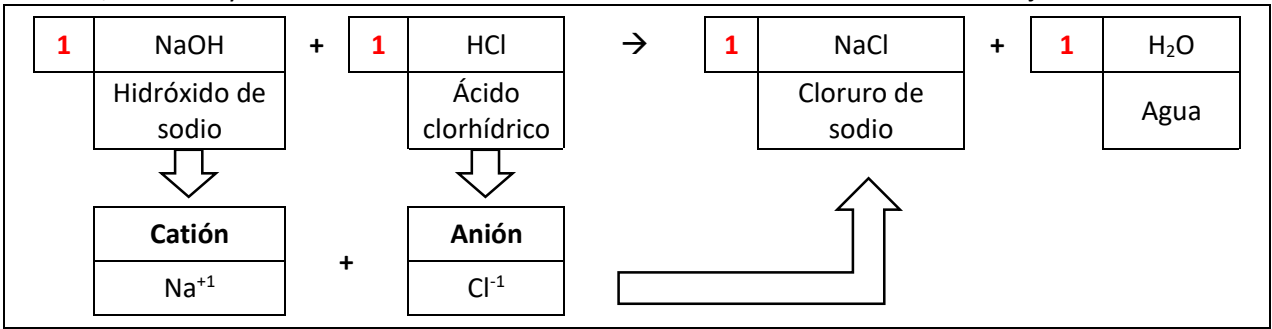 1 NaOH + 1 HCl → 1 NaCl + 1 H₂O
Hidróxido de sodio
Ácido clorhídrico
Cloruro de sodio
Agua
Catión + Anión
Na⁺¹ Cl⁻¹